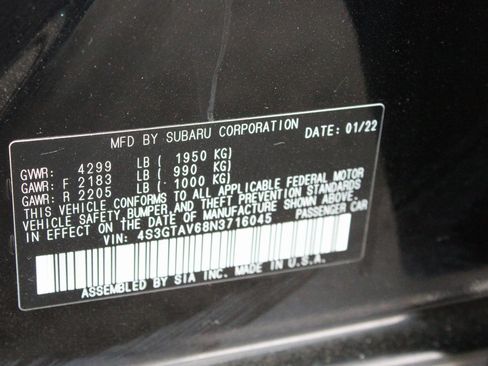 MFD BY SUBARU CORPORATION DATE: 01/22
GVWR: 4299 LB ( 1950 KG)
GAWR: F 2183 LB ( 990 KG)
GAWR: R 2205 LB ( 1000 KG)
THIS VEHICLE CONFORMS TO ALL APPLICABLE FEDERAL MOTOR
VEHICLE SAFETY,BUMPER,AND THEFT PREVENTION STANDARDS
IN EFFECT ON THE DATE OF MANUFACTURE SHOWN ABOVE.
VIN: 4S3GTAV68N3716045 PASSENGER CAR
ASSEMBLED BY SIA INC. MADE IN U.S.A.